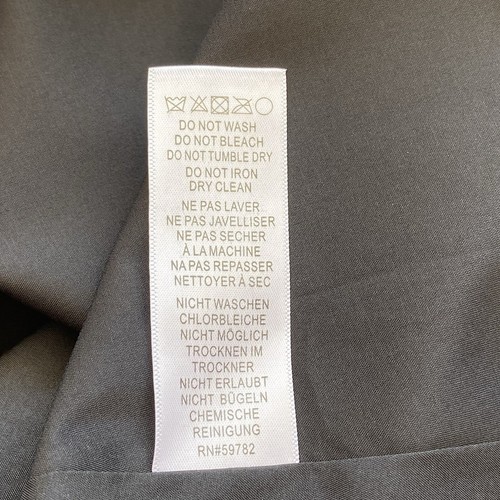 DO NOT WASH
DO NOT BLEACH
DO NOT TUMBLE DRY
DO NOT IRON
DRY CLEAN
NE PAS LAVER
NE PAS JAVELLISER
NE PAS SECHER
À LA MACHINE
NA PAS REPASSER
NETTOYER À SEC
NICHT WASCHEN
CHLORBLEICHE
NICHT MÖGLICH
TROCKNEN IM
TROCKNER
NICHT ERLAUBT
NICHT BÜGELN
CHEMISCHE
REINIGUNG
RN#59782